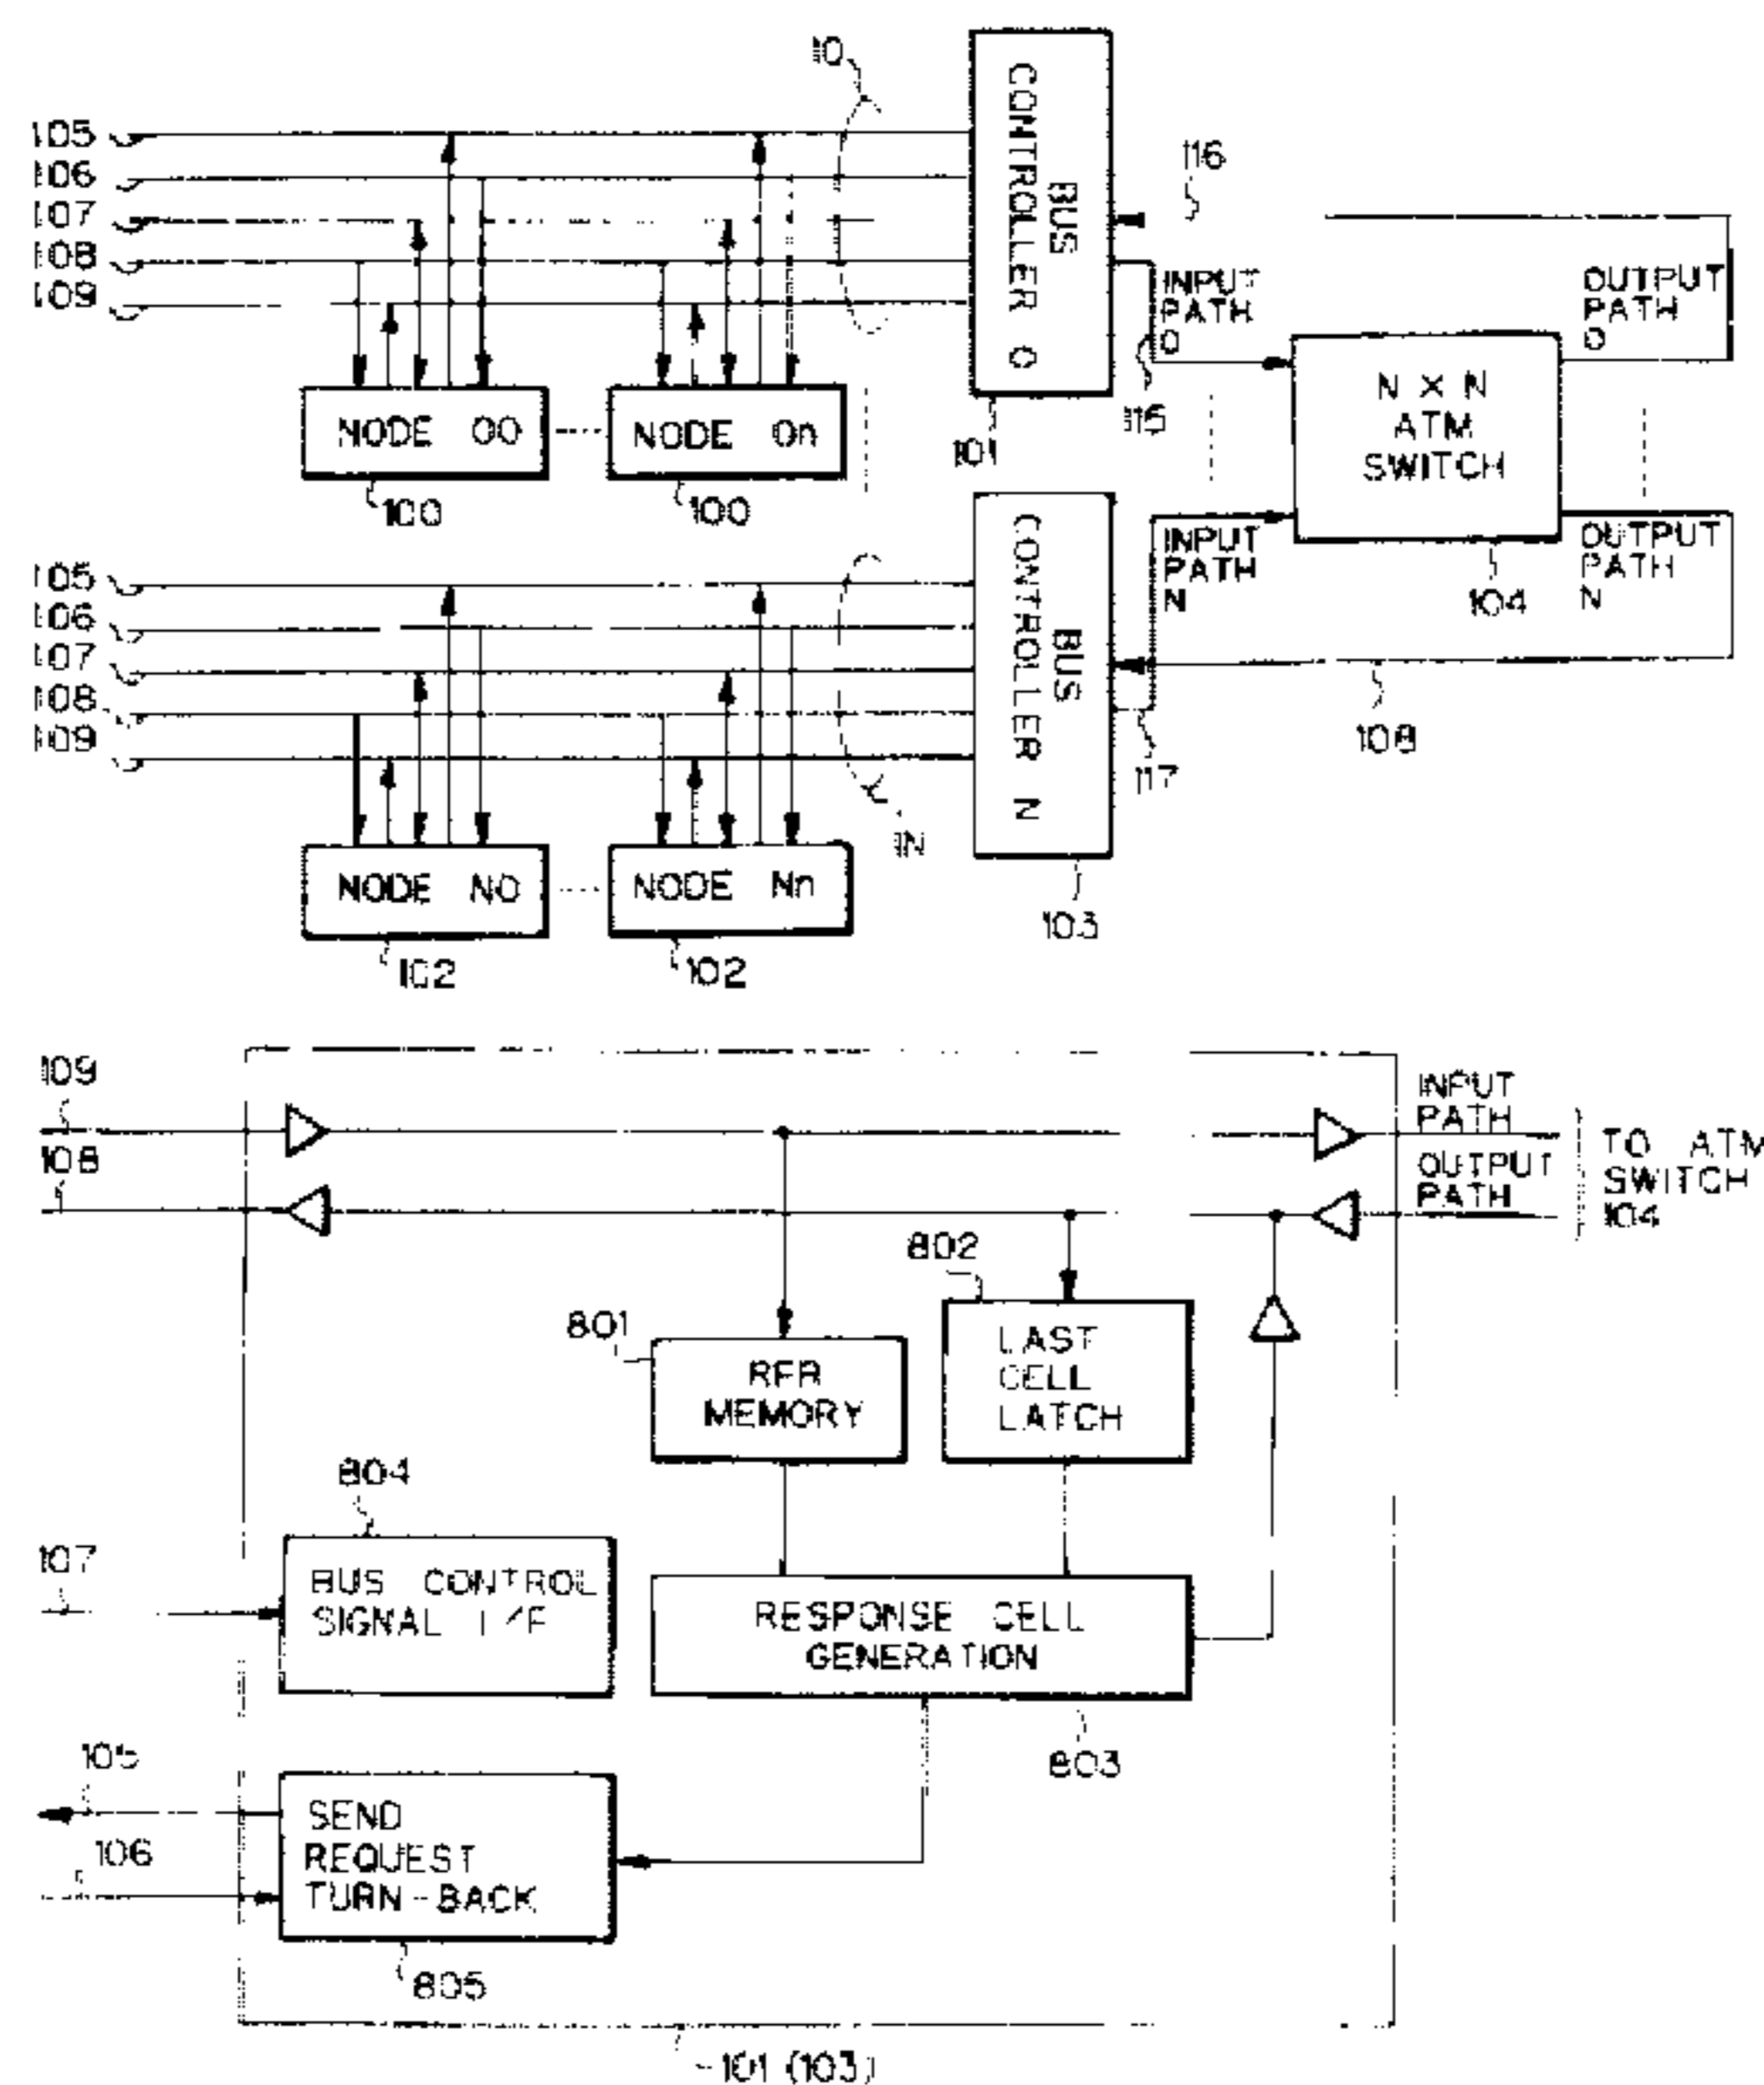 10
105
106
107
108
109
BUS
CONTROLLER 0
116
INPUT
PATH
0
OUTPUT
PATH
0
N X N
ATM
SWITCH
NODE 00
NODE 0n
100
100
101
115
105
106
107
108
109
BUS
CONTROLLER N
INPUT
PATH
N
OUTPUT
PATH
N
104
108
117
1N
NODE N0
NODE Nn
103
102
102
109
108
INPUT
PATH
OUTPUT
PATH
TO ATM
SWITCH
104
802
801
LAST
CELL
LATCH
MEMORY
804
107
BUS CONTROL
SIGNAL I/F
RESPONSE CELL
GENERATION
803
105
106
SEND
REQUEST
TURN-BACK
805
101 (103)